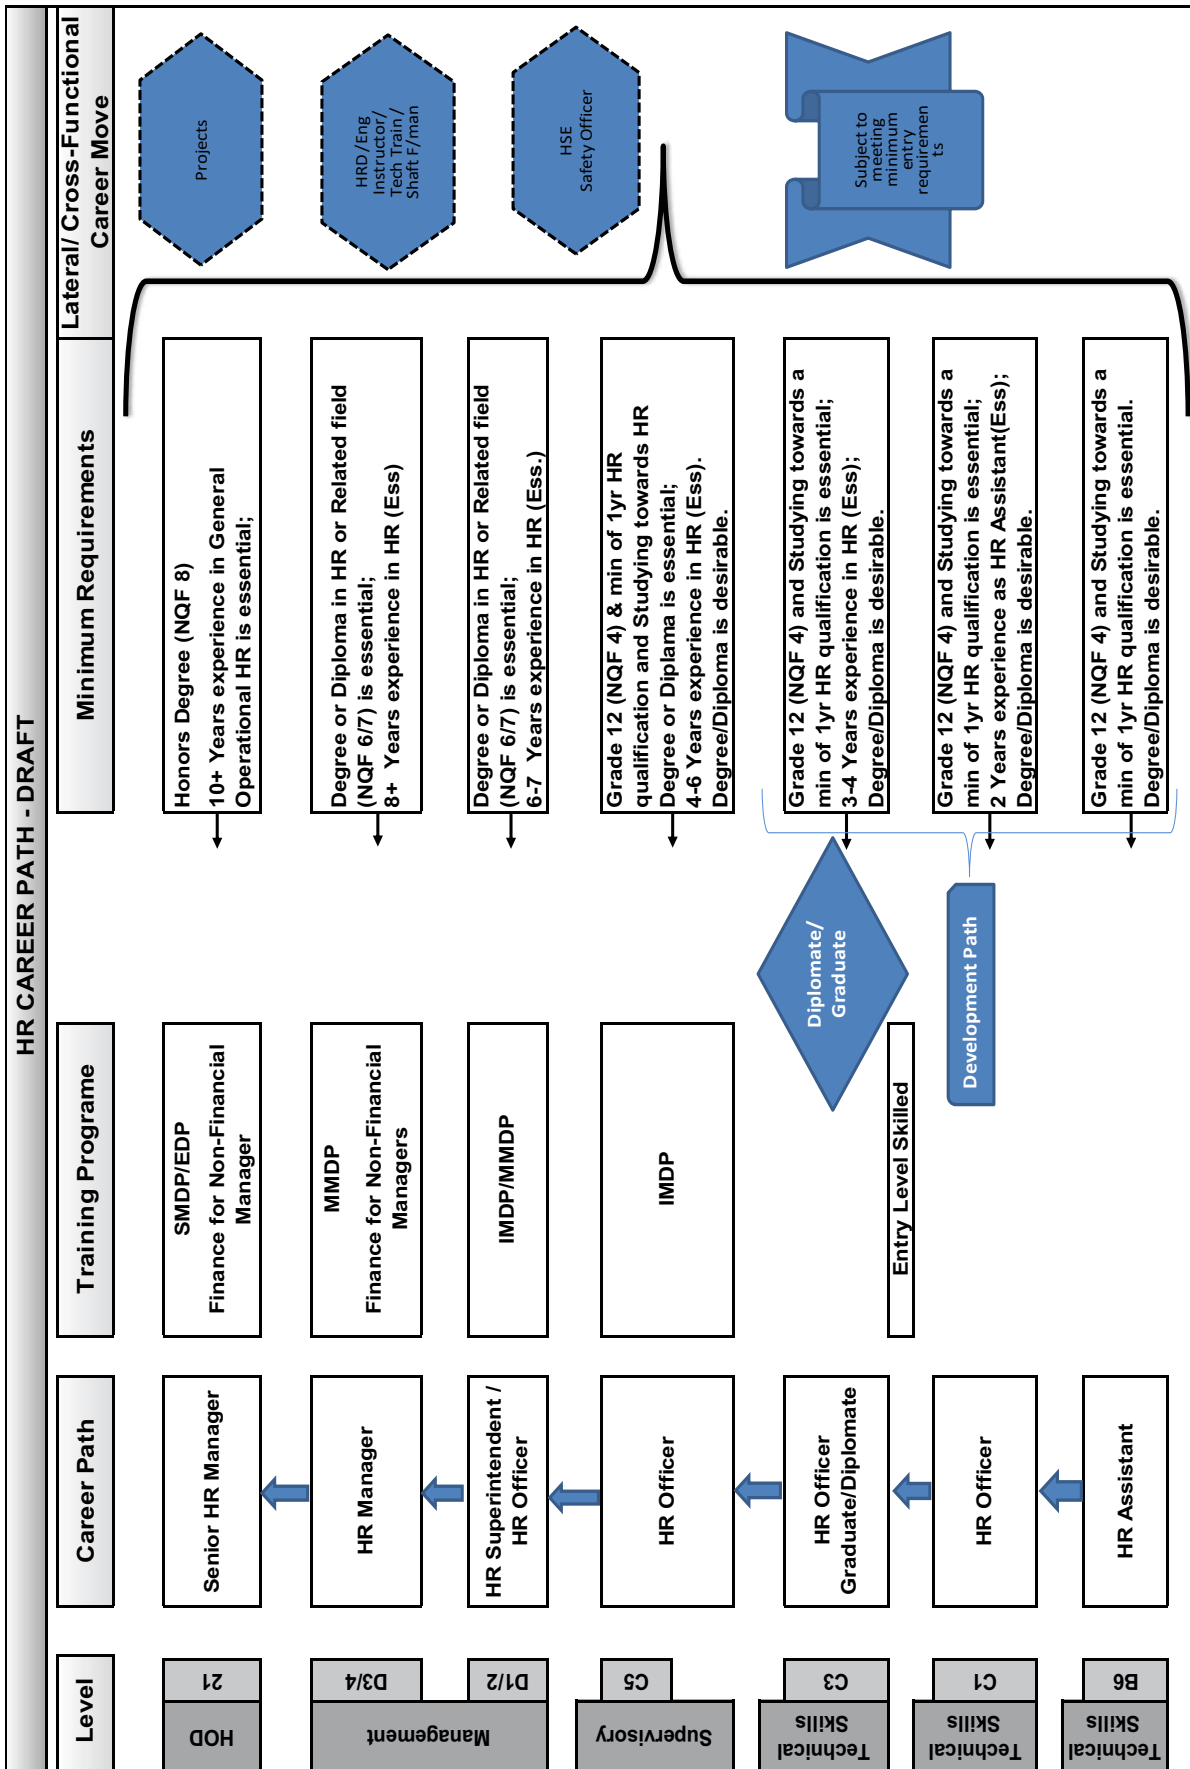 HR CAREER PATH - DRAFT
Level
Career Path
Training Programe
Minimum Requirements
Lateral/ Cross-Functional
Career Move
HOD
21
Senior HR Manager
SMDP/EDP
Finance for Non-Financial
Manager
Honors Degree (NQF 8)
10+ Years experience in General
Operational HR is essential;
Projects
Management
D3/4
HR Manager
MMDP
Finance for Non-Financial
Managers
Degree or Diploma in HR or Related field
(NQF 6/7) is essential;
8+ Years experience in HR (Ess)
HRD/Eng
Instructor/
Tech Train/
Shaft F/man
D1/2
HR Superintendent /
HR Officer
IMDP/MMDP
Degree or Diploma in HR or Related field
(NQF 6/7) is essential;
6-7 Years experience in HR (Ess.)
HSE
Safety Officer
Supervisory
C5
HR Officer
IMDP
Grade 12 (NQF 4) & min of 1yr HR
qualification and Studying towards HR
Degree or Diplama is essential;
4-6 Years experience in HR (Ess).
Degree/Diploma is desirable.
Technical
Skills
C3
HR Officer
Graduate/Diplomate
Diplomate/
Graduate
Grade 12 (NQF 4) and Studying towards a
min of 1yr HR qualification is essential;
3-4 Years experience in HR (Ess);
Degree/Diploma is desirable.
Subject to
meeting
minimum
entry
requiremen
ts
Entry Level Skilled
Technical
Skills
C1
HR Officer
Development Path
Grade 12 (NQF 4) and Studying towards a
min of 1yr HR qualification is essential;
2 Years experience as HR Assistant(Ess);
Degree/Diploma is desirable.
Technical
Skills
B6
HR Assistant
Grade 12 (NQF 4) and Studying towards a
min of 1yr HR qualification is essential.
Degree/Diploma is desirable.